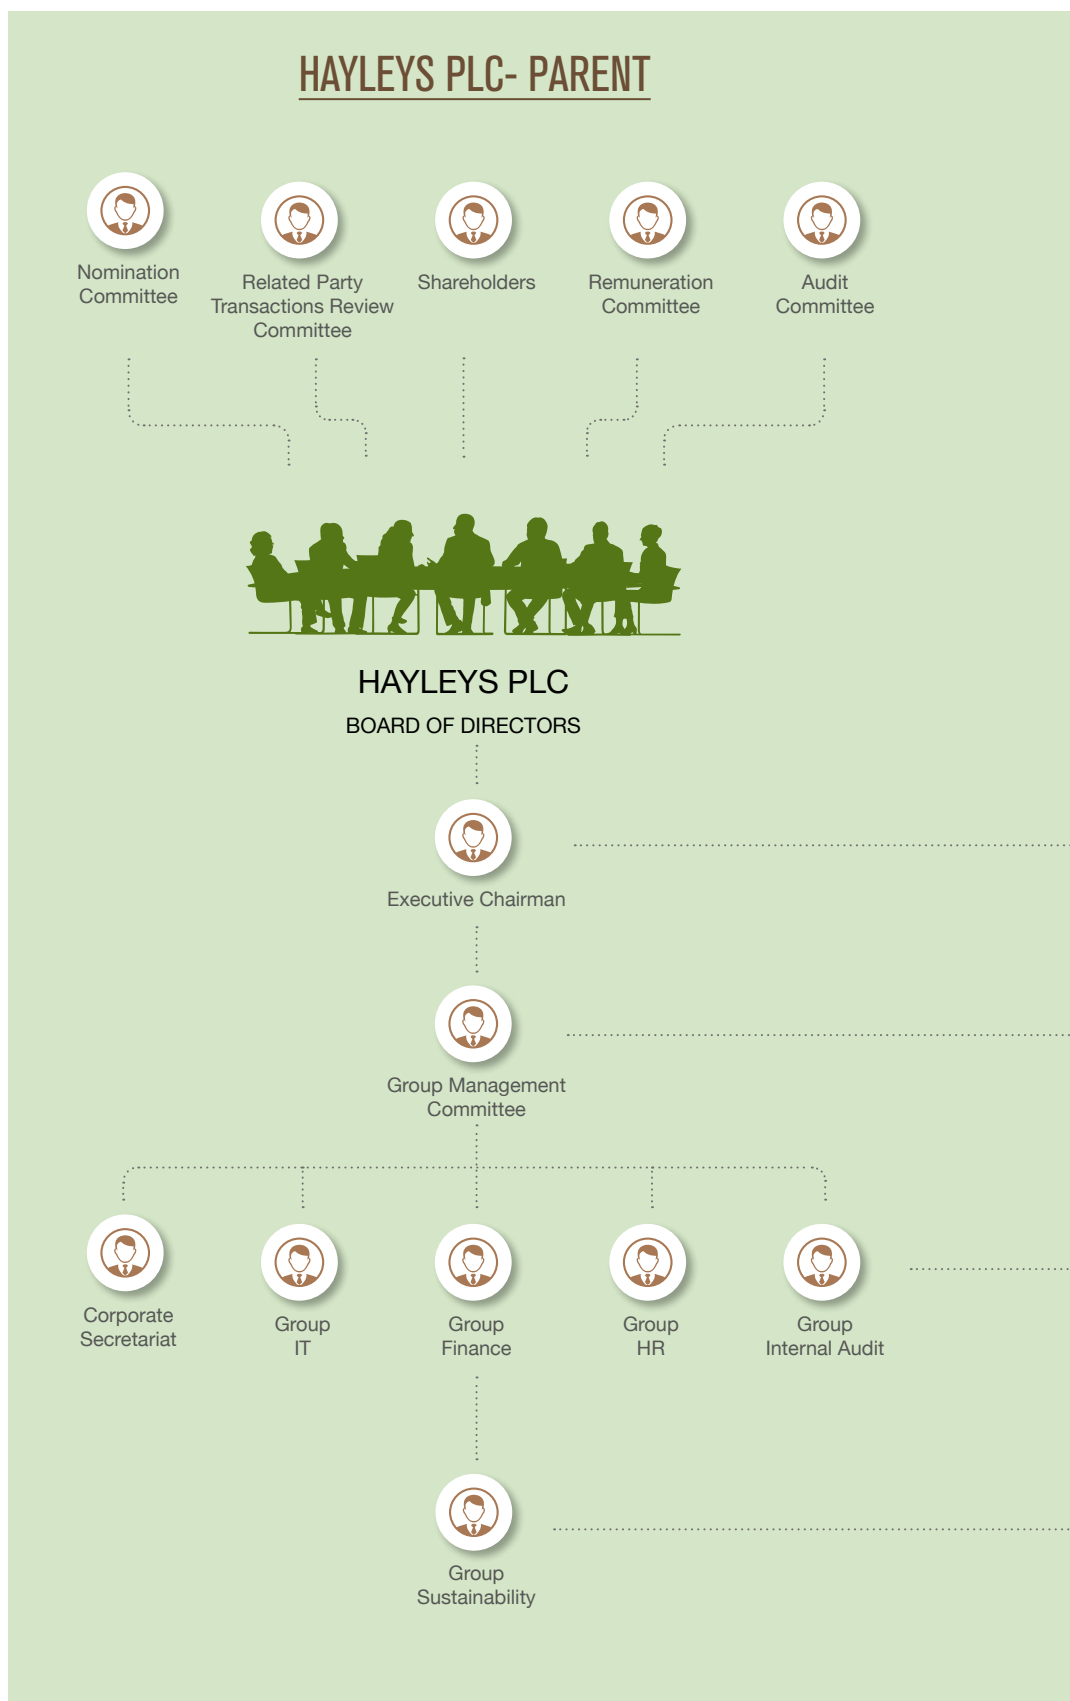 HAYLEYS PLC- PARENT
Nomination
Committee
Related Party
Transactions Review
Committee
Shareholders
Remuneration
Committee
Audit
Committee
HAYLEYS PLC
BOARD OF DIRECTORS
Executive Chairman
Group Management
Committee
Corporate
Secretariat
Group
IT
Group
Finance
Group
HR
Group
Internal Audit
Group
Sustainability